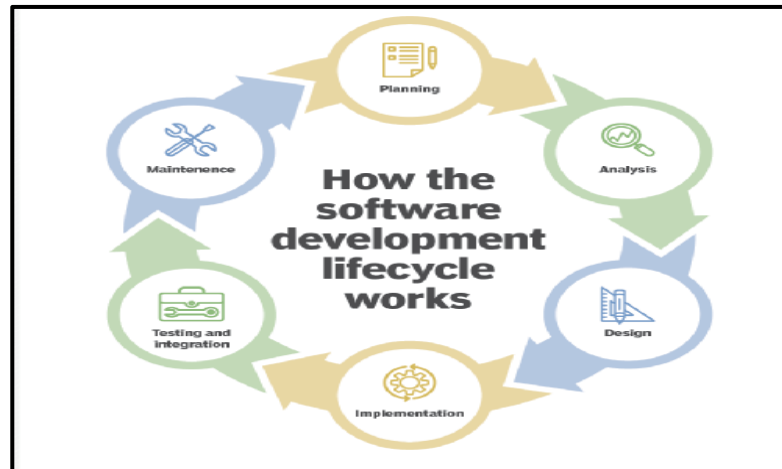 How the
software
development
lifecycle
works
Planning
Analysis
Design
Implementation
Testing and
integration
Maintenence